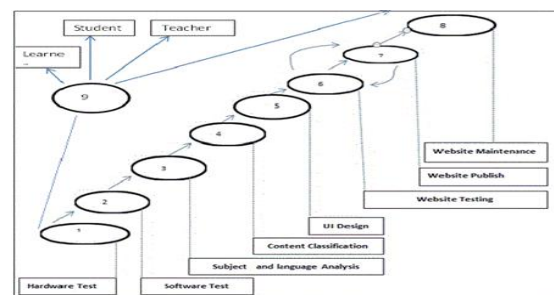 Student
Teacher
Learne
8
7
9
6
5
4
3
2
1
Website Maintenance
Website Publish
Website Testing
UI Design
Content Classification
Subject and language Analysis
Hardware Test
Software Test